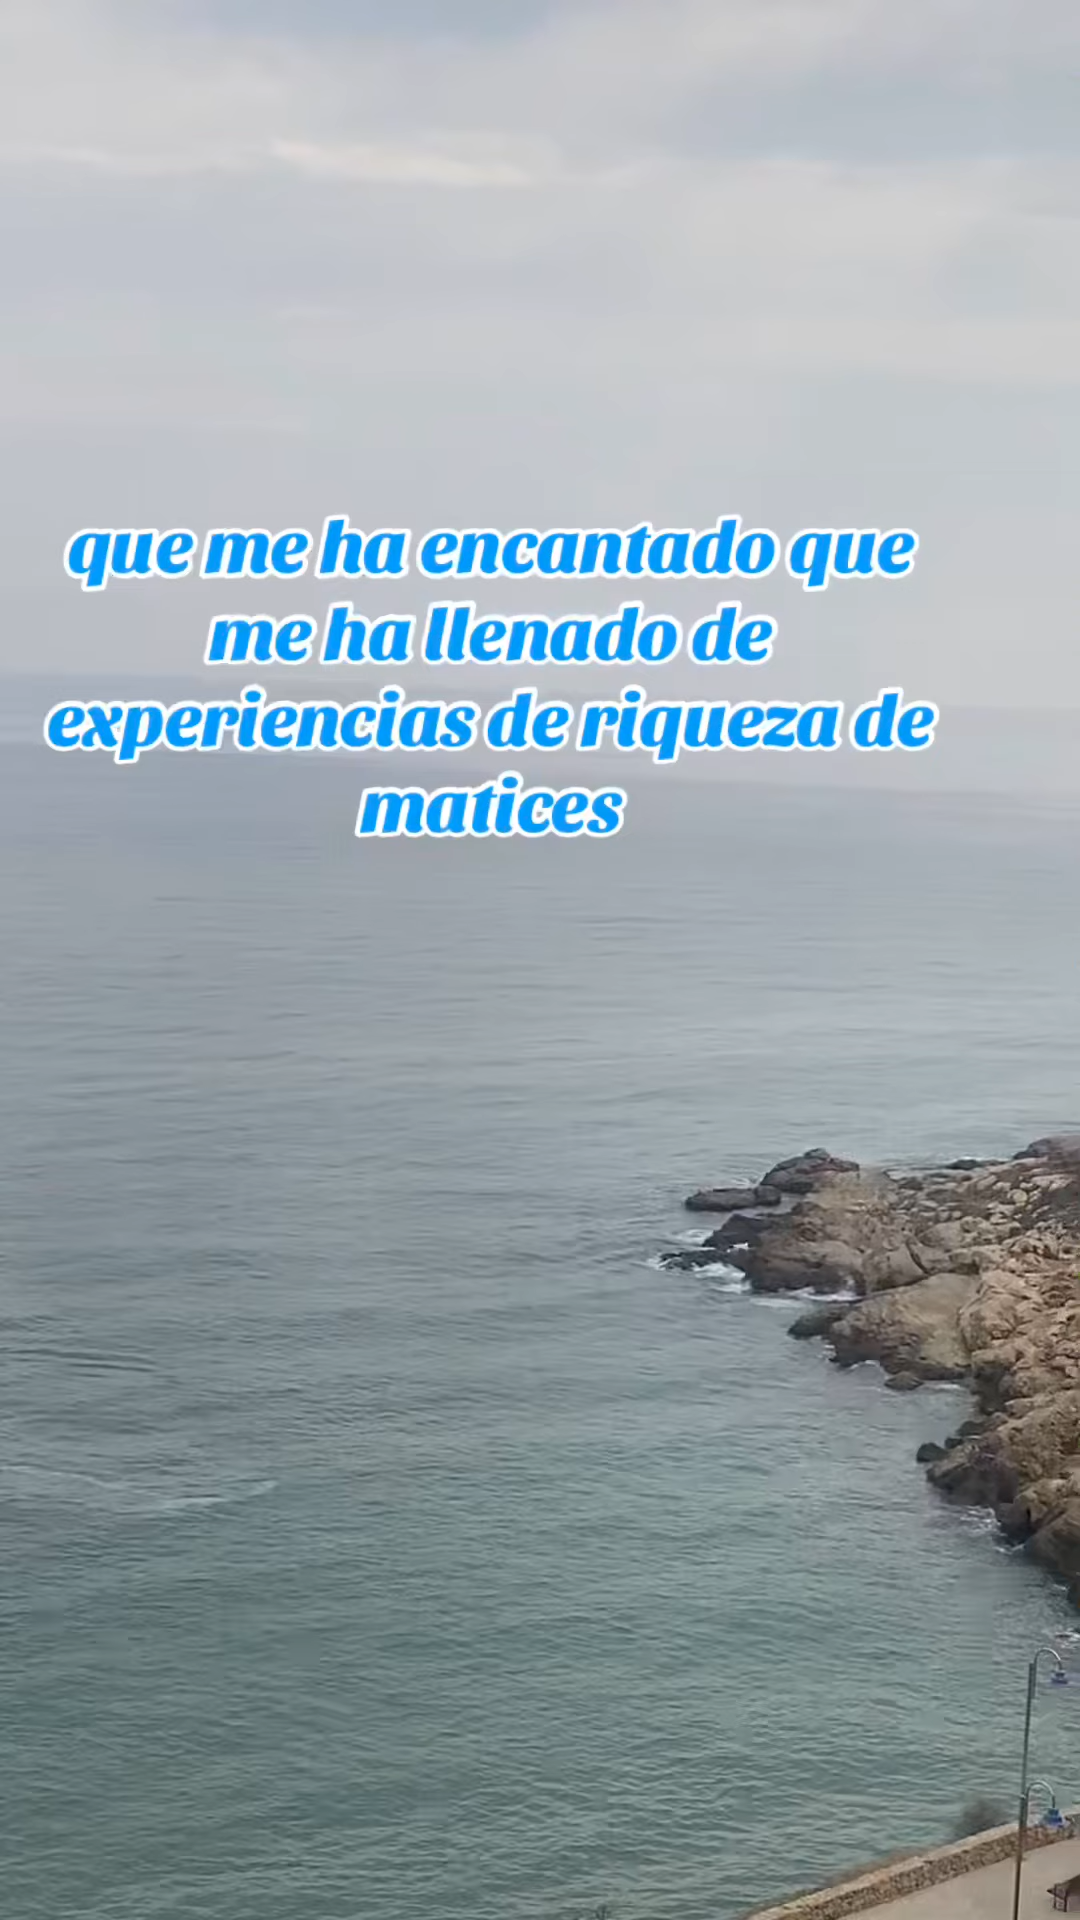 que me ha encantado que
me ha llenado de
experiencias de riqueza de
matices